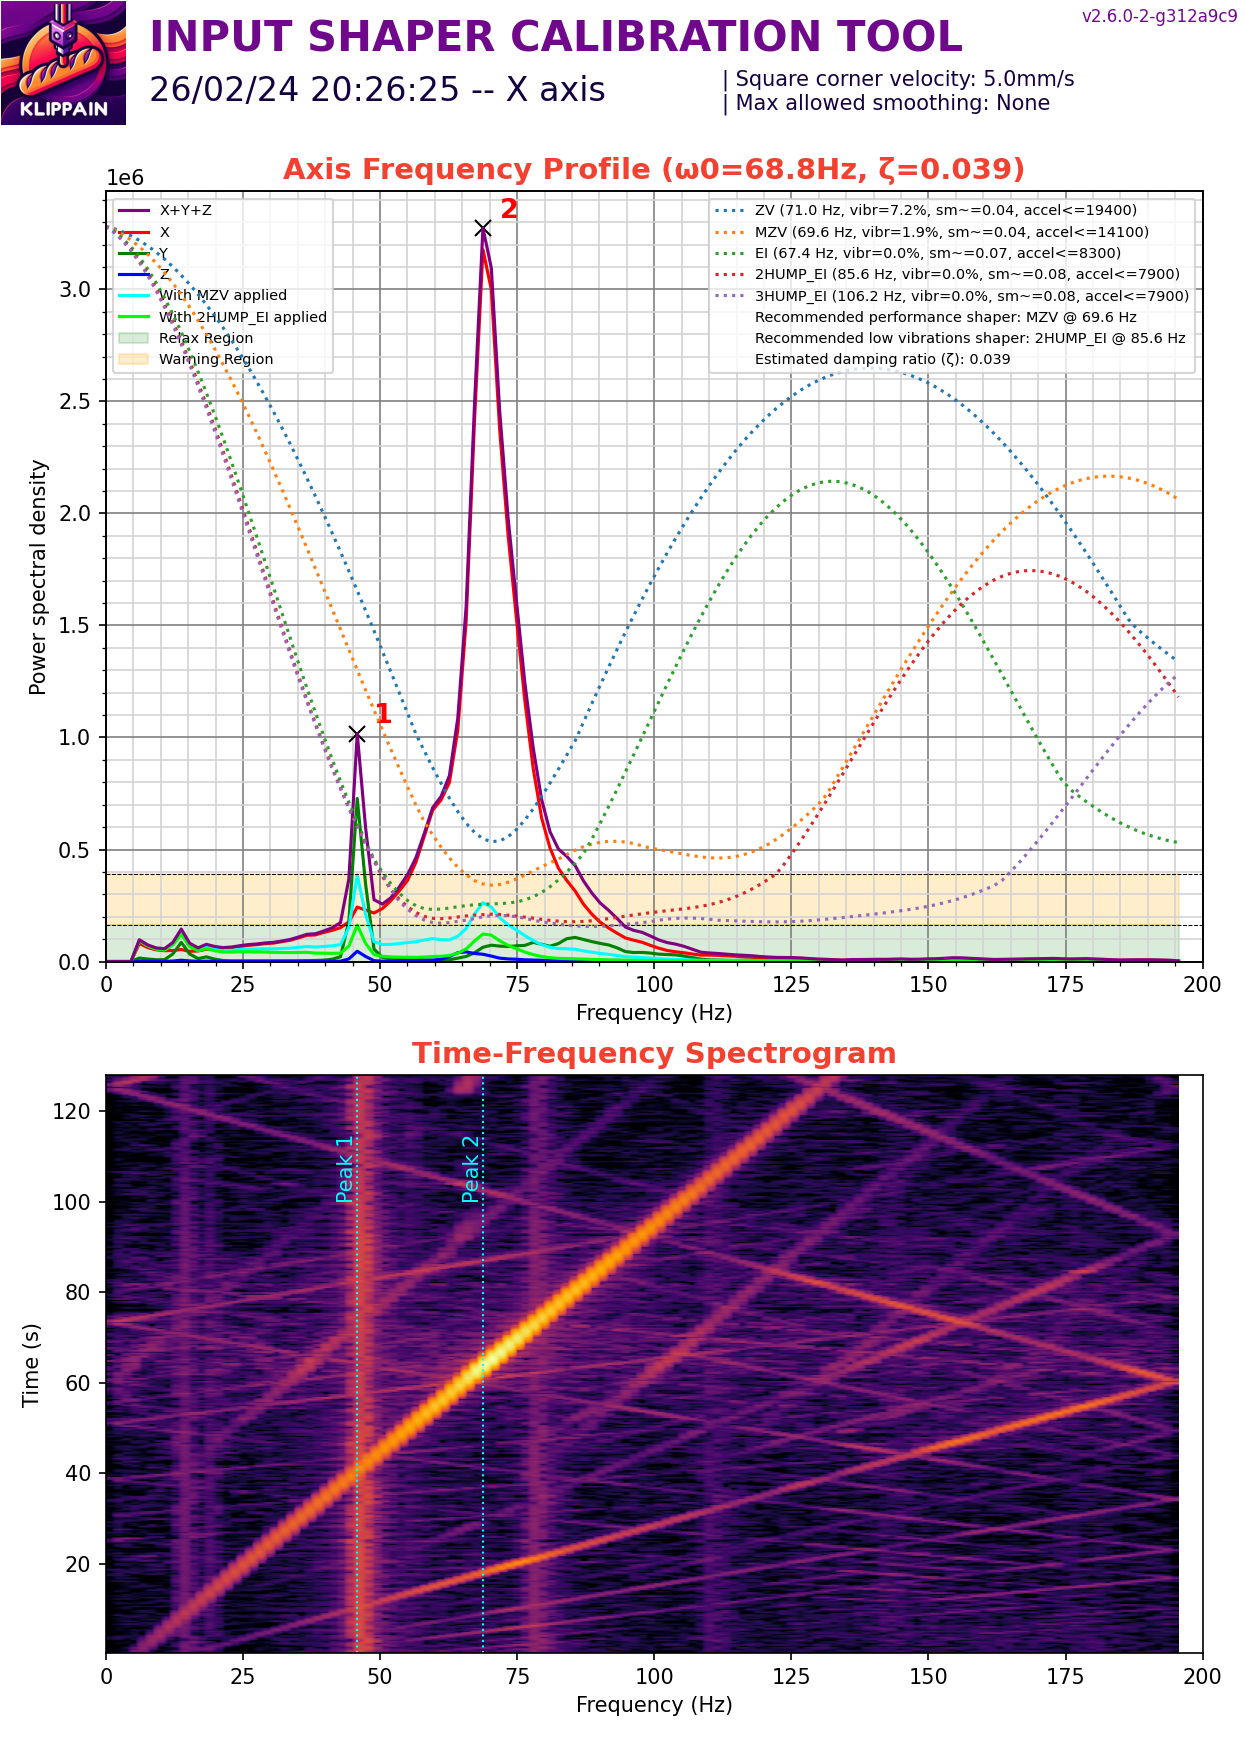 v2.6.0-2-g312a9c9
INPUT SHAPER CALIBRATION TOOL
26/02/24 20:26:25 -- X axis
| Square corner velocity: 5.0mm/s
| Max allowed smoothing: None
KLIPPAIN
Axis Frequency Profile (ω0=68.8Hz, ζ=0.039)
1e6
X+Y+Z
X
Y
Z
With MZV applied
With 2HUMP_EI applied
Relax Region
Warning Region
ZV (71.0 Hz, vibr=7.2%, sm~=0.04, accel<=19400)
MZV (69.6 Hz, vibr=1.9%, sm~=0.04, accel<=14100)
EI (67.4 Hz, vibr=0.0%, sm~=0.07, accel<=8300)
2HUMP_EI (85.6 Hz, vibr=0.0%, sm~=0.08, accel<=7900)
3HUMP_EI (106.2 Hz, vibr=0.0%, sm~=0.08, accel<=7900)
Recommended performance shaper: MZV @ 69.6 Hz
Recommended low vibrations shaper: 2HUMP_EI @ 85.6 Hz
Estimated damping ratio (ζ): 0.039
2
1
Power spectral density
3.0
2.5
2.0
1.5
1.0
0.5
0.0
0 25 50 75 100 125 150 175 200
Frequency (Hz)
Time-Frequency Spectrogram
Peak 1
Peak 2
Time (s)
120
100
80
60
40
20
0 25 50 75 100 125 150 175 200
Frequency (Hz)